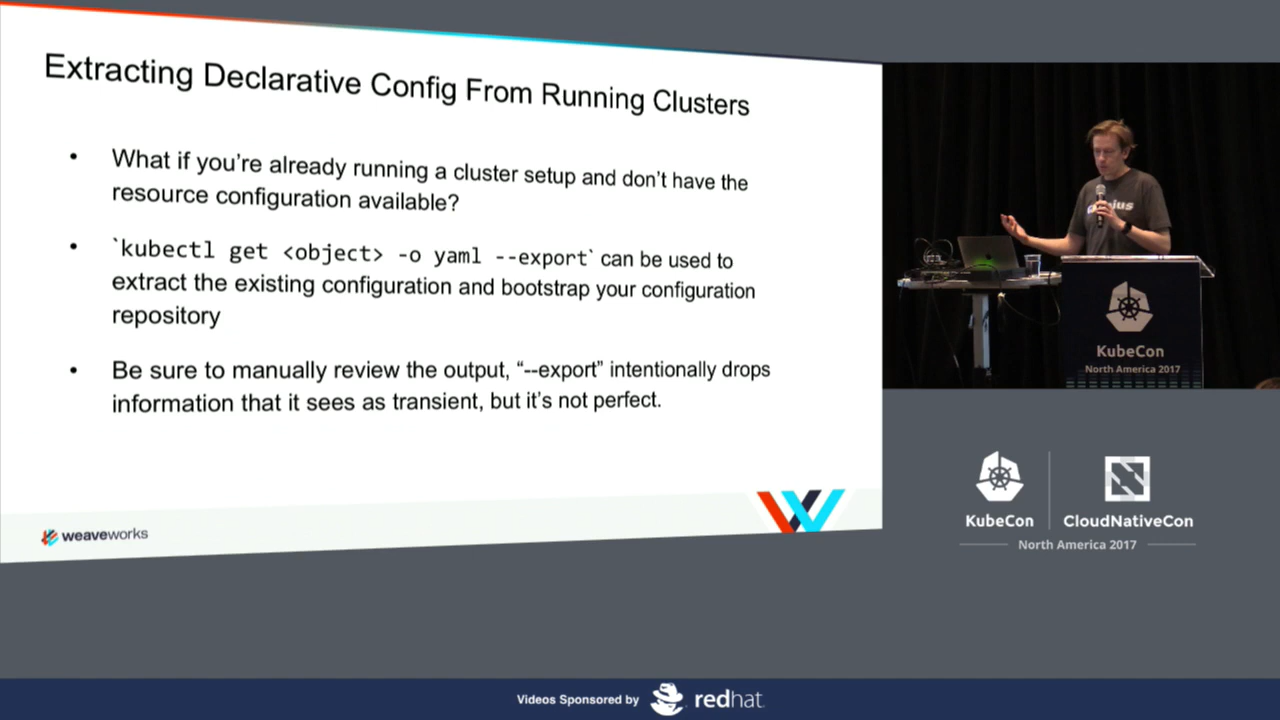 Extracting Declarative Config From Running Clusters
• What if you’re already running a cluster setup and don’t have the
resource configuration available?
• `kubectl get <object> -o yaml --export` can be used to
extract the existing configuration and bootstrap your configuration
repository
• Be sure to manually review the output, “--export” intentionally drops
information that it sees as transient, but it’s not perfect.
weaveworks
KubeCon
North America 2017
KubeCon
CloudNativeCon
North America 2017
Videos Sponsored by
redhat.